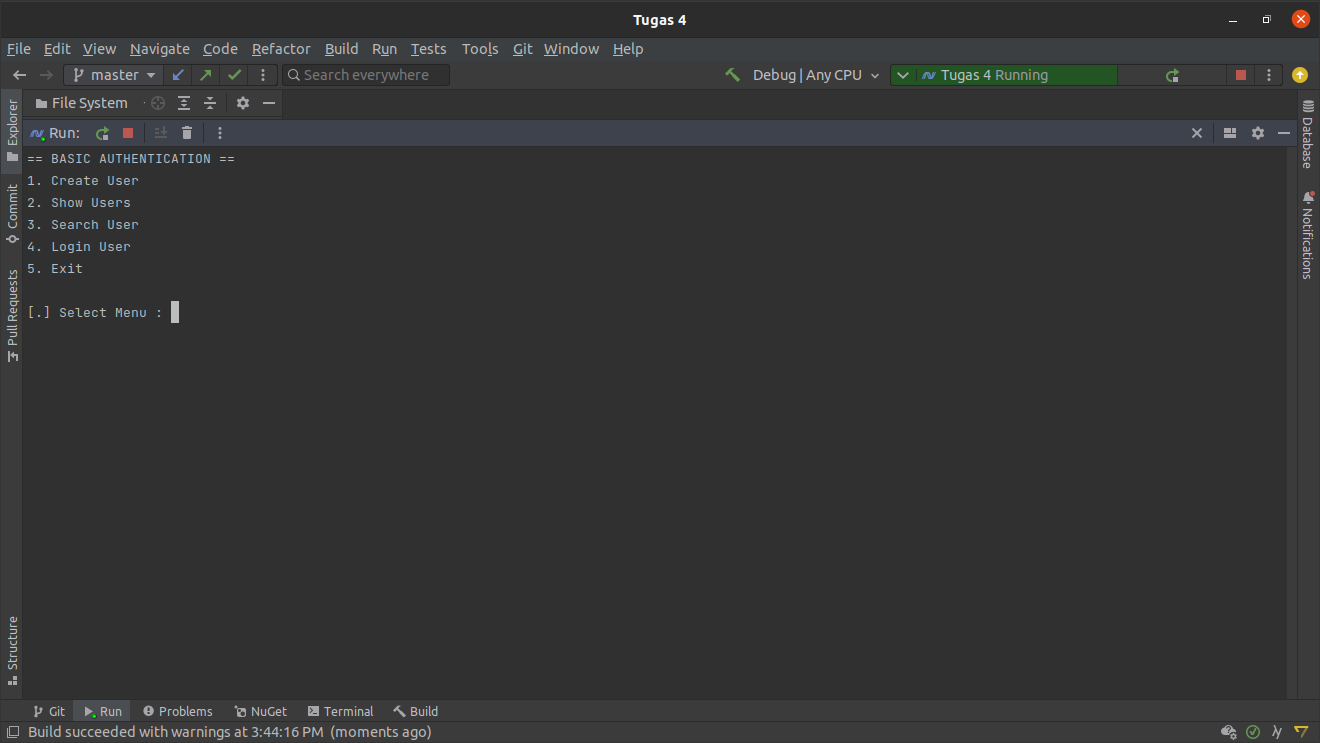 Tugas 4
File Edit View Navigate Code Refactor Build Run Tests Tools Git Window Help
master Search everywhere Debug | Any CPU Tugas 4 Running
File System
Run:
== BASIC AUTHENTICATION ==
1. Create User
2. Show Users
3. Search User
4. Login User
5. Exit
[.] Select Menu :
Explorer
Commit
Pull Requests
Structure
Database
Notifications
Git Run Problems NuGet Terminal Build
Build succeeded with warnings at 3:44:16 PM (moments ago)